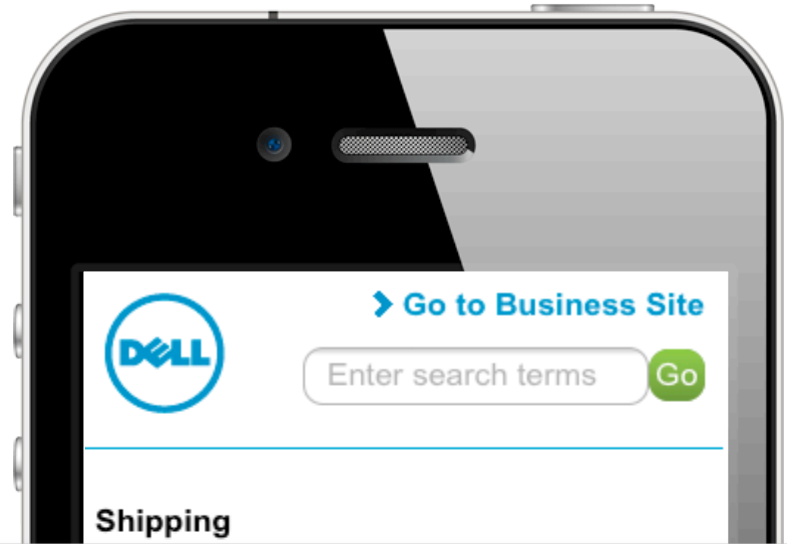 Go to Business Site
DELL
Enter search terms
Go
Shipping